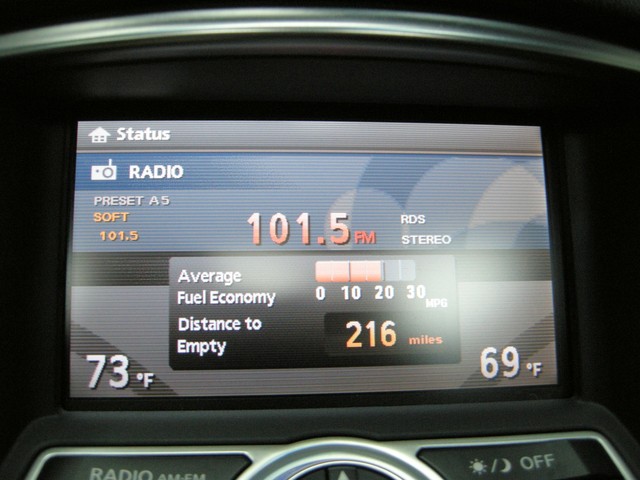 Status
RADIO
PRESET A5
SOFT
101.5
101.5 FM
RDS
STEREO
Average
Fuel Economy
0 10 20 30 MPG
Distance to
Empty
216 miles
73 °F
69 °F
RADIO AM·FM
OFF